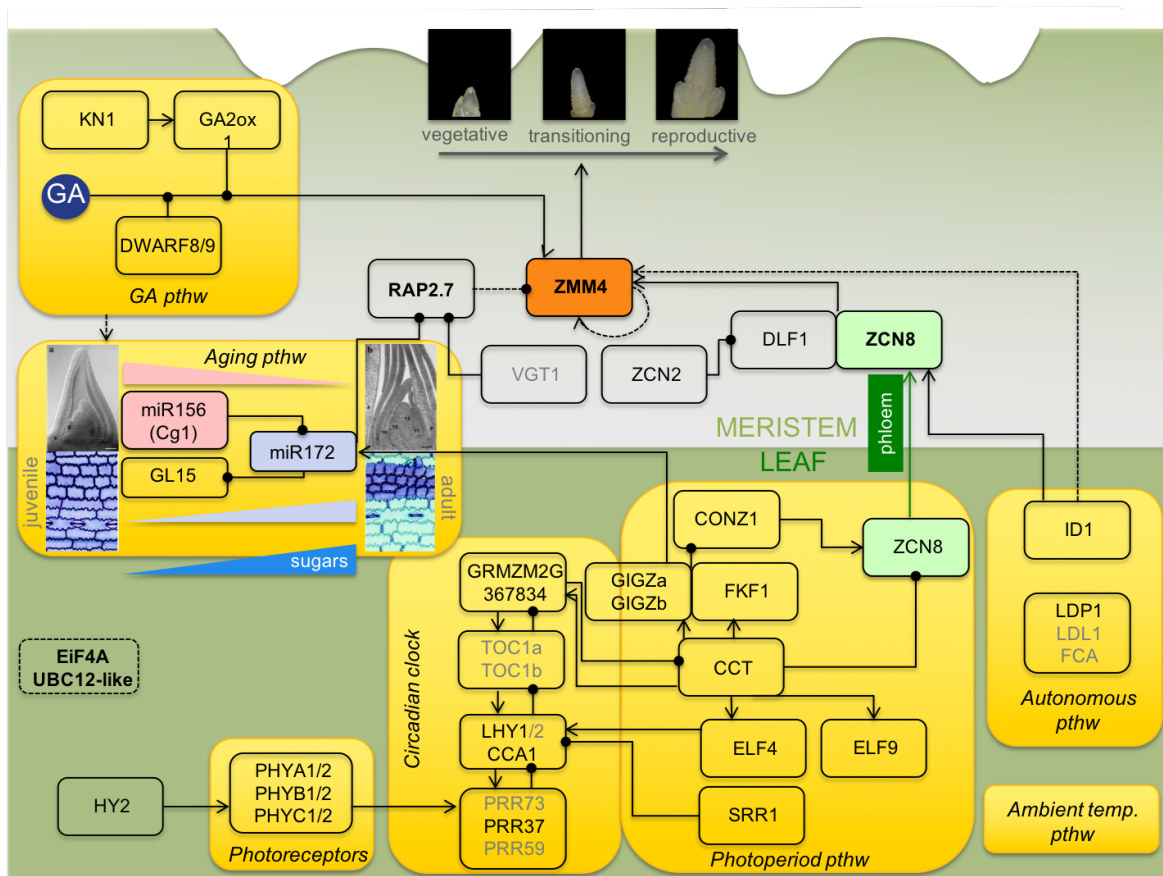 vegetative
transitioning
reproductive
KN1
GA2ox
1
GA
DWARF8/9
GA pthw
RAP2.7
ZMM4
VGT1
ZCN2
DLF1
ZCN8
phloem
MERISTEM
LEAF
Aging pthw
a
b
miR156
(Cg1)
miR172
GL15
juvenile
adult
sugars
CONZ1
ZCN8
GIGZa
GIGZb
FKF1
CCT
ELF4
ELF9
SRR1
Photoperiod pthw
ID1
LDP1
LDL1
FCA
Autonomous
pthw
Ambient temp.
pthw
Circadian clock
GRMZM2G
367834
TOC1a
TOC1b
LHY1/2
CCA1
PRR73
PRR37
PRR59
EiF4A
UBC12-like
HY2
PHYA1/2
PHYB1/2
PHYC1/2
Photoreceptors